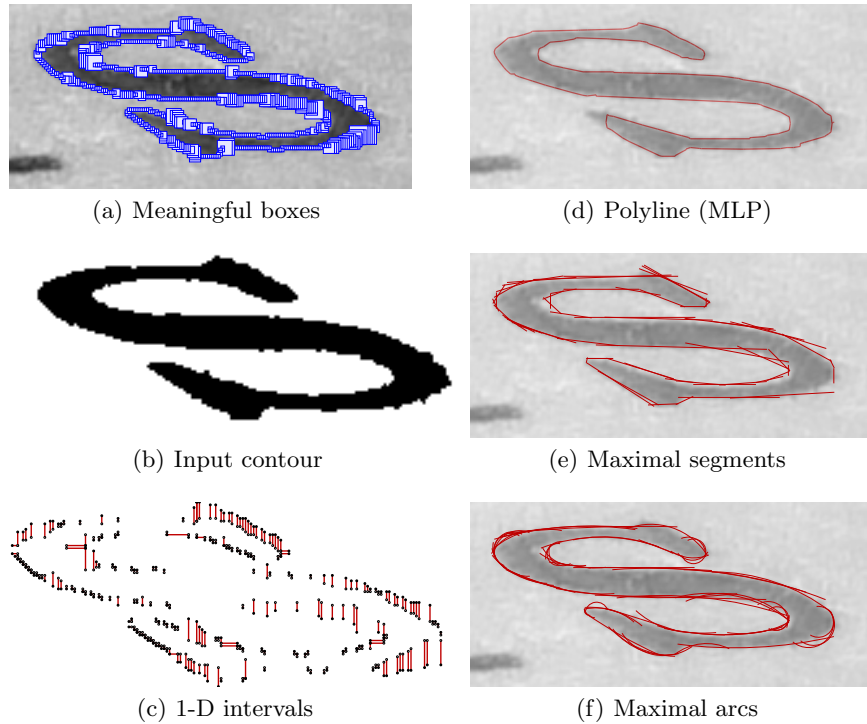 (a) Meaningful boxes
(d) Polyline (MLP)
(b) Input contour
(e) Maximal segments
(c) 1-D intervals
(f) Maximal arcs